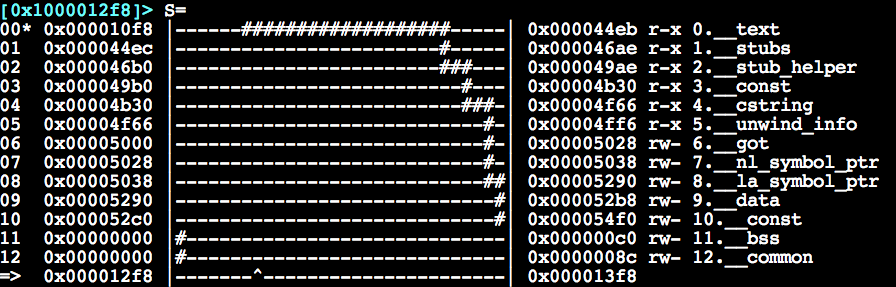 [0x1000012f8]> S=
00* 0x000010f8 |------####################-----| 0x000044eb r-x 0.__text
01 0x000044ec |-------------------------#-----| 0x000046ae r-x 1.__stubs
02 0x000046b0 |-------------------------###---| 0x000049ae r-x 2.__stub_helper
03 0x000049b0 |---------------------------#---| 0x00004b30 r-x 3.__const
04 0x00004b30 |---------------------------###-| 0x00004f66 r-x 4.__cstring
05 0x00004f66 |-----------------------------#-| 0x00004ff6 r-x 5.__unwind_info
06 0x00005000 |-----------------------------#-| 0x00005028 rw- 6.__got
07 0x00005028 |-----------------------------#-| 0x00005038 rw- 7.__nl_symbol_ptr
08 0x00005038 |-----------------------------##| 0x00005290 rw- 8.__la_symbol_ptr
09 0x00005290 |------------------------------#| 0x000052b8 rw- 9.__data
10 0x000052c0 |------------------------------#| 0x000054f0 rw- 10.__const
11 0x00000000 |#------------------------------| 0x000000c0 rw- 11.__bss
12 0x00000000 |#------------------------------| 0x0000008c rw- 12.__common
=> 0x000012f8 |-------^-----------------------| 0x000013f8